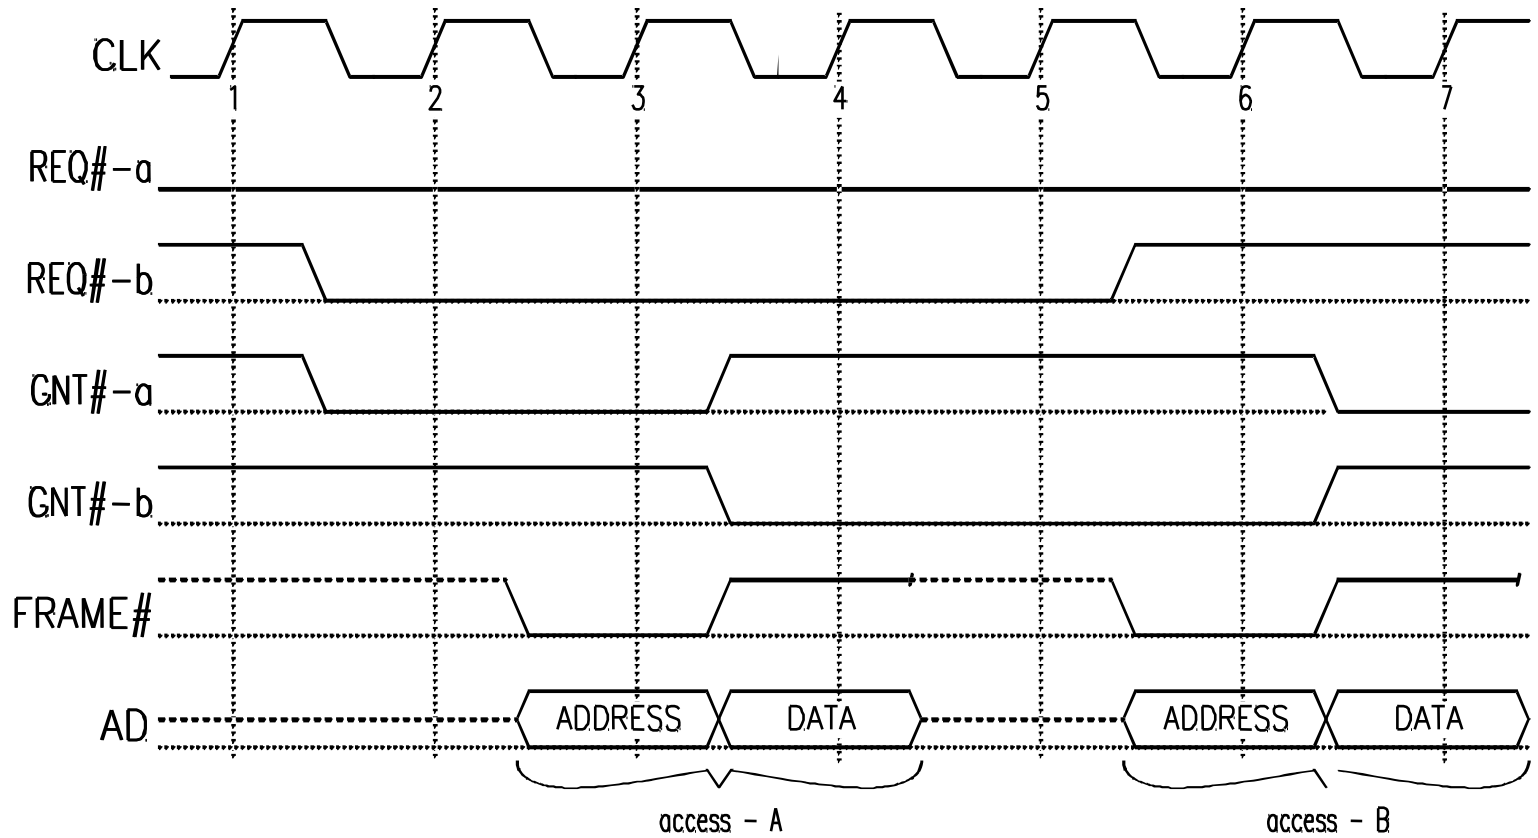 CLK
1 2 3 4 5 6 7
REQ#-a
REQ#-b
GNT#-a
GNT#-b
FRAME#
AD ADDRESS DATA ADDRESS DATA
access - A access - B